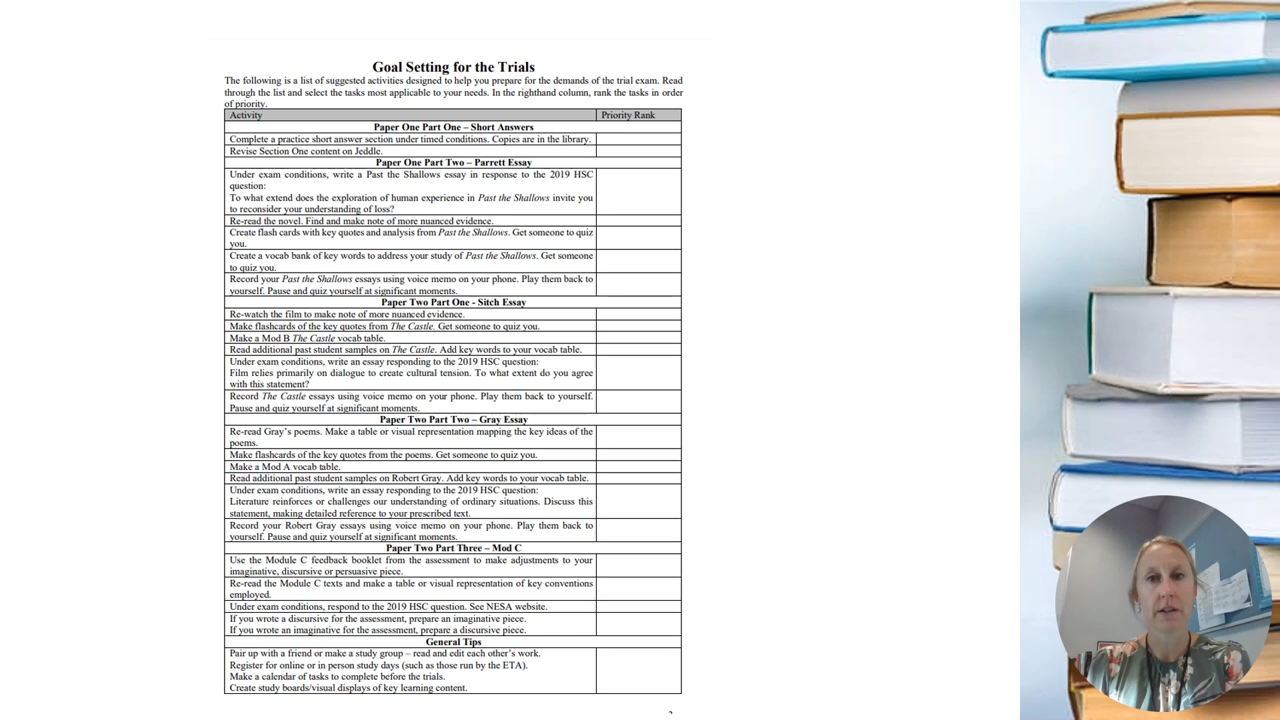 Goal Setting for the Trials
The following is a list of suggested activities designed to help you prepare for the demands of the trial exam. Read
through the list and select the tasks most applicable to your needs. In the righthand column, rank the tasks in order
of priority.
Activity Priority Rank
Paper One Part One – Short Answers
Complete a practice short answer section under timed conditions. Copies are in the library.
Revise Section One content on Jeddle.
Paper One Part Two – Parrett Essay
Under exam conditions, write a Past the Shallows essay in response to the 2019 HSC
question:
To what extend does the exploration of human experience in Past the Shallows invite you
to reconsider your understanding of loss?
Re-read the novel. Find and make note of more nuanced evidence.
Create flash cards with key quotes and analysis from Past the Shallows. Get someone to quiz
you.
Create a vocab bank of key words to address your study of Past the Shallows. Get someone
to quiz you.
Record your Past the Shallows essays using voice memo on your phone. Play them back to
yourself. Pause and quiz yourself at significant moments.
Paper Two Part One - Sitch Essay
Re-watch the film to make note of more nuanced evidence.
Make flashcards of the key quotes from The Castle. Get someone to quiz you.
Make a Mod B The Castle vocab table.
Read additional past student samples on The Castle. Add key words to your vocab table.
Under exam conditions, write an essay responding to the 2019 HSC question:
Film relies primarily on dialogue to create cultural tension. To what extent do you agree
with this statement?
Record The Castle essays using voice memo on your phone. Play them back to yourself.
Pause and quiz yourself at significant moments.
Paper Two Part Two – Gray Essay
Re-read Gray's poems. Make a table or visual representation mapping the key ideas of the
poems.
Make flashcards of the key quotes from the poems. Get someone to quiz you.
Make a Mod A vocab table.
Read additional past student samples on Robert Gray. Add key words to your vocab table.
Under exam conditions, write an essay responding to the 2019 HSC question:
Literature reinforces or challenges our understanding of ordinary situations. Discuss this
statement, making detailed reference to your prescribed text.
Record your Robert Gray essays using voice memo on your phone. Play them back to
yourself. Pause and quiz yourself at significant moments.
Paper Two Part Three – Mod C
Use the Module C feedback booklet from the assessment to make adjustments to your
imaginative, discursive or persuasive piece.
Re-read the Module C texts and make a table or visual representation of key conventions
employed.
Under exam conditions, respond to the 2019 HSC question. See NESA website.
If you wrote a discursive for the assessment, prepare an imaginative piece.
If you wrote an imaginative for the assessment, prepare a discursive piece.
General Tips
Pair up with a friend or make a study group – read and edit each other's work.
Register for online or in person study days (such as those run by the ETA).
Make a calendar of tasks to complete before the trials.
Create study boards/visual displays of key learning content.